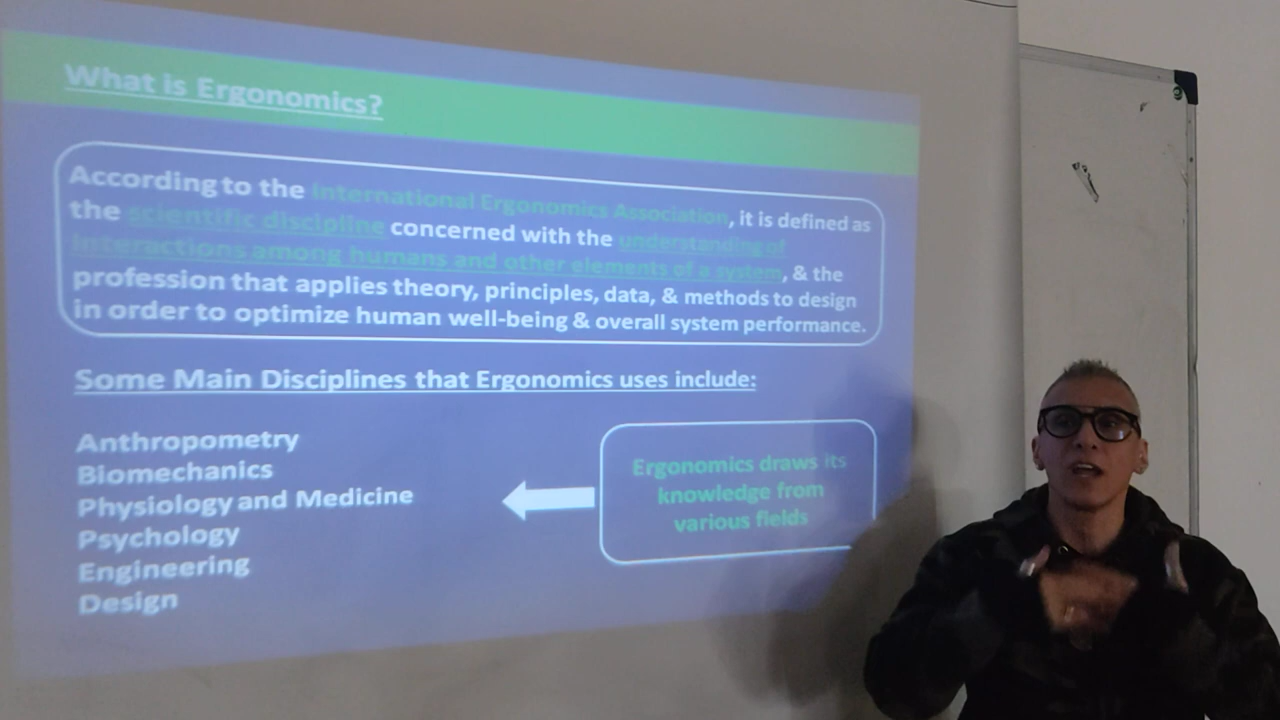 What is Ergonomics?
According to the International Ergonomics Association, it is defined as
the scientific discipline concerned with the understanding of
interactions among humans and other elements of a system, & the
profession that applies theory, principles, data, & methods to design
in order to optimize human well-being & overall system performance.
Some Main Disciplines that Ergonomics uses include:
Anthropometry
Biomechanics
Physiology and Medicine
Psychology
Engineering
Design
Ergonomics draws its
knowledge from
various fields